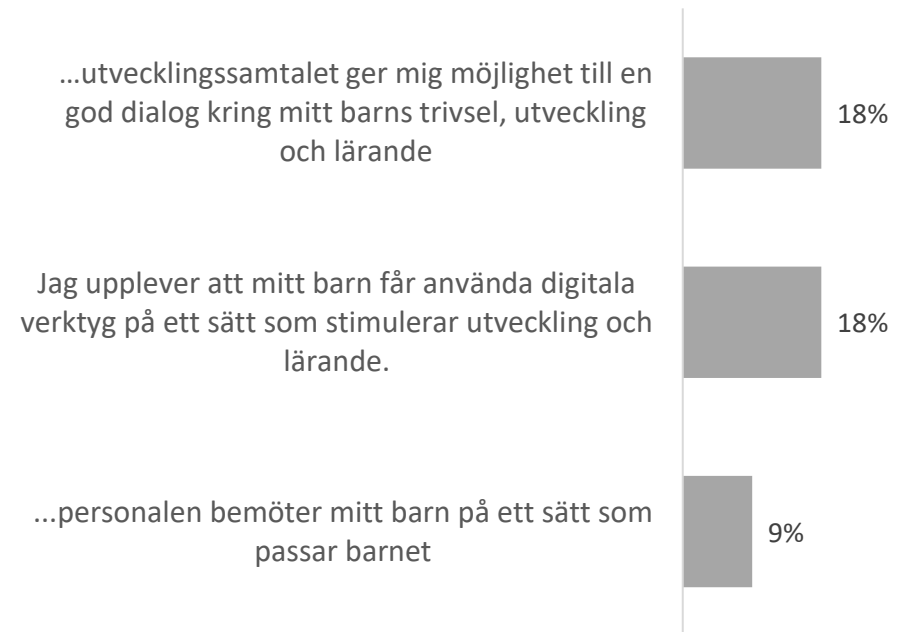 ...utvecklingssamtalet ger mig möjlighet till en
god dialog kring mitt barns trivsel, utveckling
och lärande
18%
Jag upplever att mitt barn får använda digitala
verktyg på ett sätt som stimulerar utveckling och
lärande.
18%
...personalen bemöter mitt barn på ett sätt som
passar barnet
9%